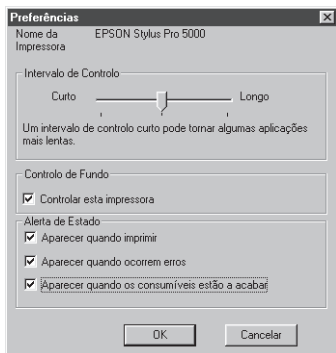 Preferências
Nome da EPSON Stylus Pro 5000
Impressora
Intervalo de Controlo
Curto Longo
Um intervalo de controlo curto pode tornar algumas aplicações
mais lentas.
Controlo de Fundo
Controlar esta impressora
Alerta de Estado
Aparecer quando imprimir
Aparecer quando ocorrem erros
Aparecer quando os consumíveis estão a acabar
OK Cancelar